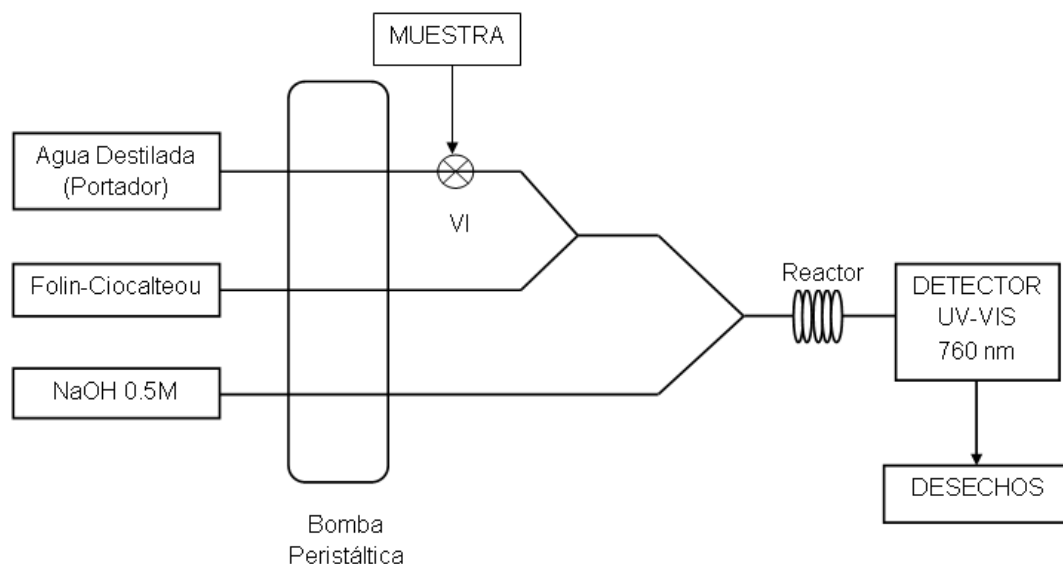 MUESTRA
Agua Destilada
(Portador)
VI
Folin-Ciocalteou
Reactor
DETECTOR
UV-VIS
760 nm
NaOH 0.5M
DESECHOS
Bomba
Peristáltica